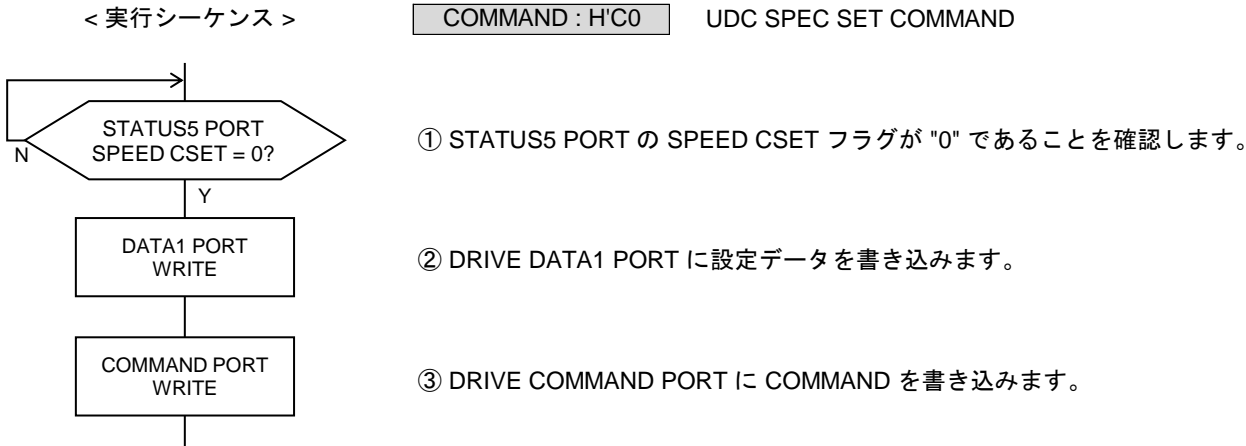 < 実行シーケンス >
COMMAND : H'C0
UDC SPEC SET COMMAND
STATUS5 PORT
SPEED CSET = 0?
N
Y
① STATUS5 PORT の SPEED CSET フラグが "0" であることを確認します。
DATA1 PORT
WRITE
② DRIVE DATA1 PORT に設定データを書き込みます。
COMMAND PORT
WRITE
③ DRIVE COMMAND PORT に COMMAND を書き込みます。